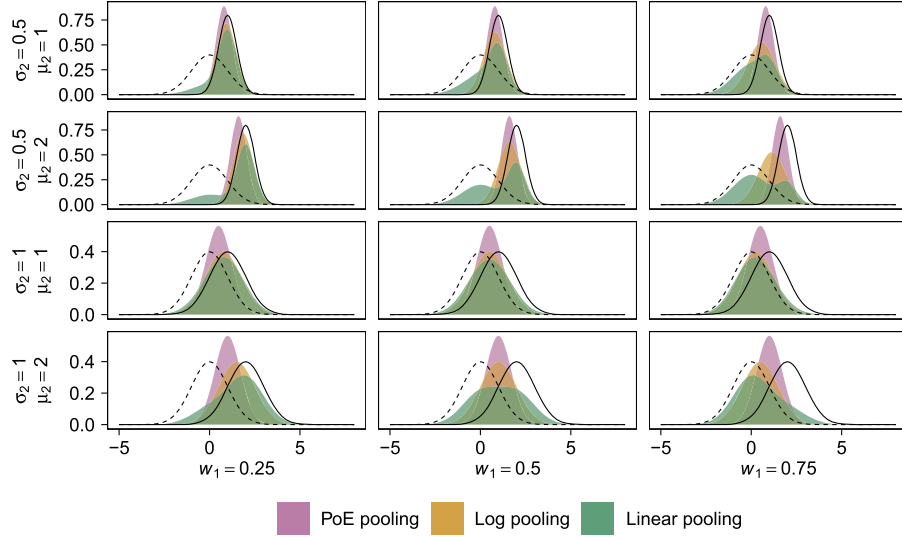 σ2 = 0.5
μ2 = 1
0.75
0.50
0.25
0.00
σ2 = 0.5
μ2 = 2
0.75
0.50
0.25
0.00
σ2 = 1
μ2 = 1
0.4
0.2
0.0
σ2 = 1
μ2 = 2
0.4
0.2
0.0
−5 0 5 −5 0 5 −5 0 5
w1 = 0.25 w1 = 0.5 w1 = 0.75
PoE pooling Log pooling Linear pooling